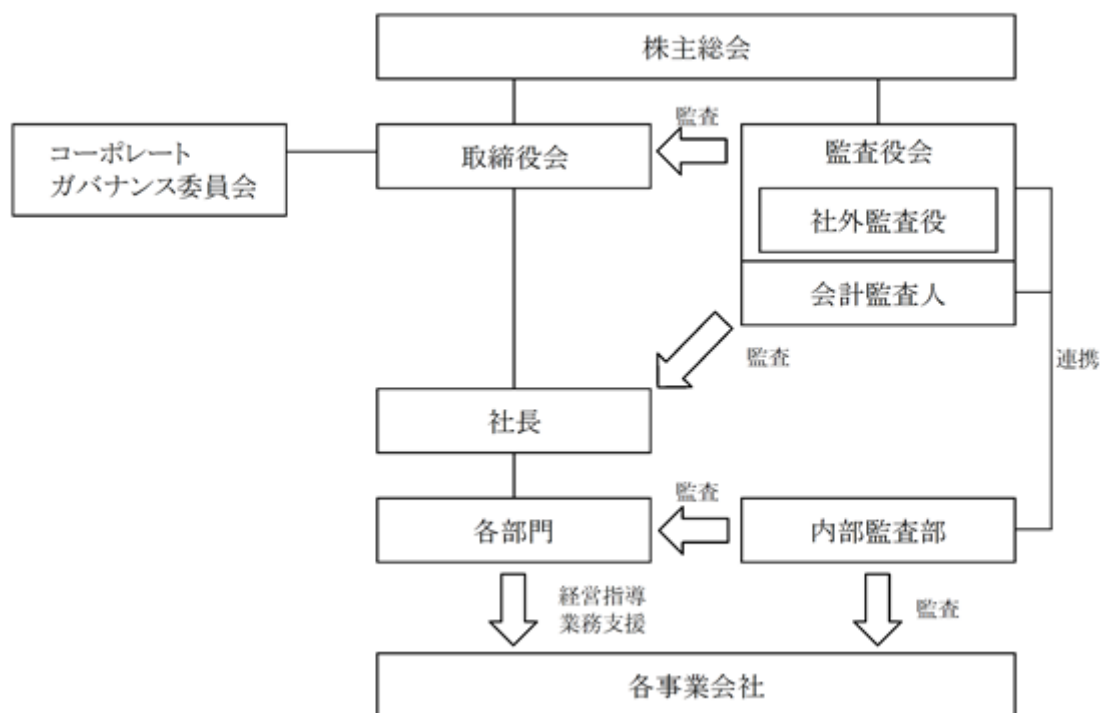 株主総会
監査
コーポレート
ガバナンス委員会
取締役会
監査役会
社外監査役
会計監査人
監査
連携
社長
監査
各部門
内部監査部
経営指導
業務支援
監査
各事業会社